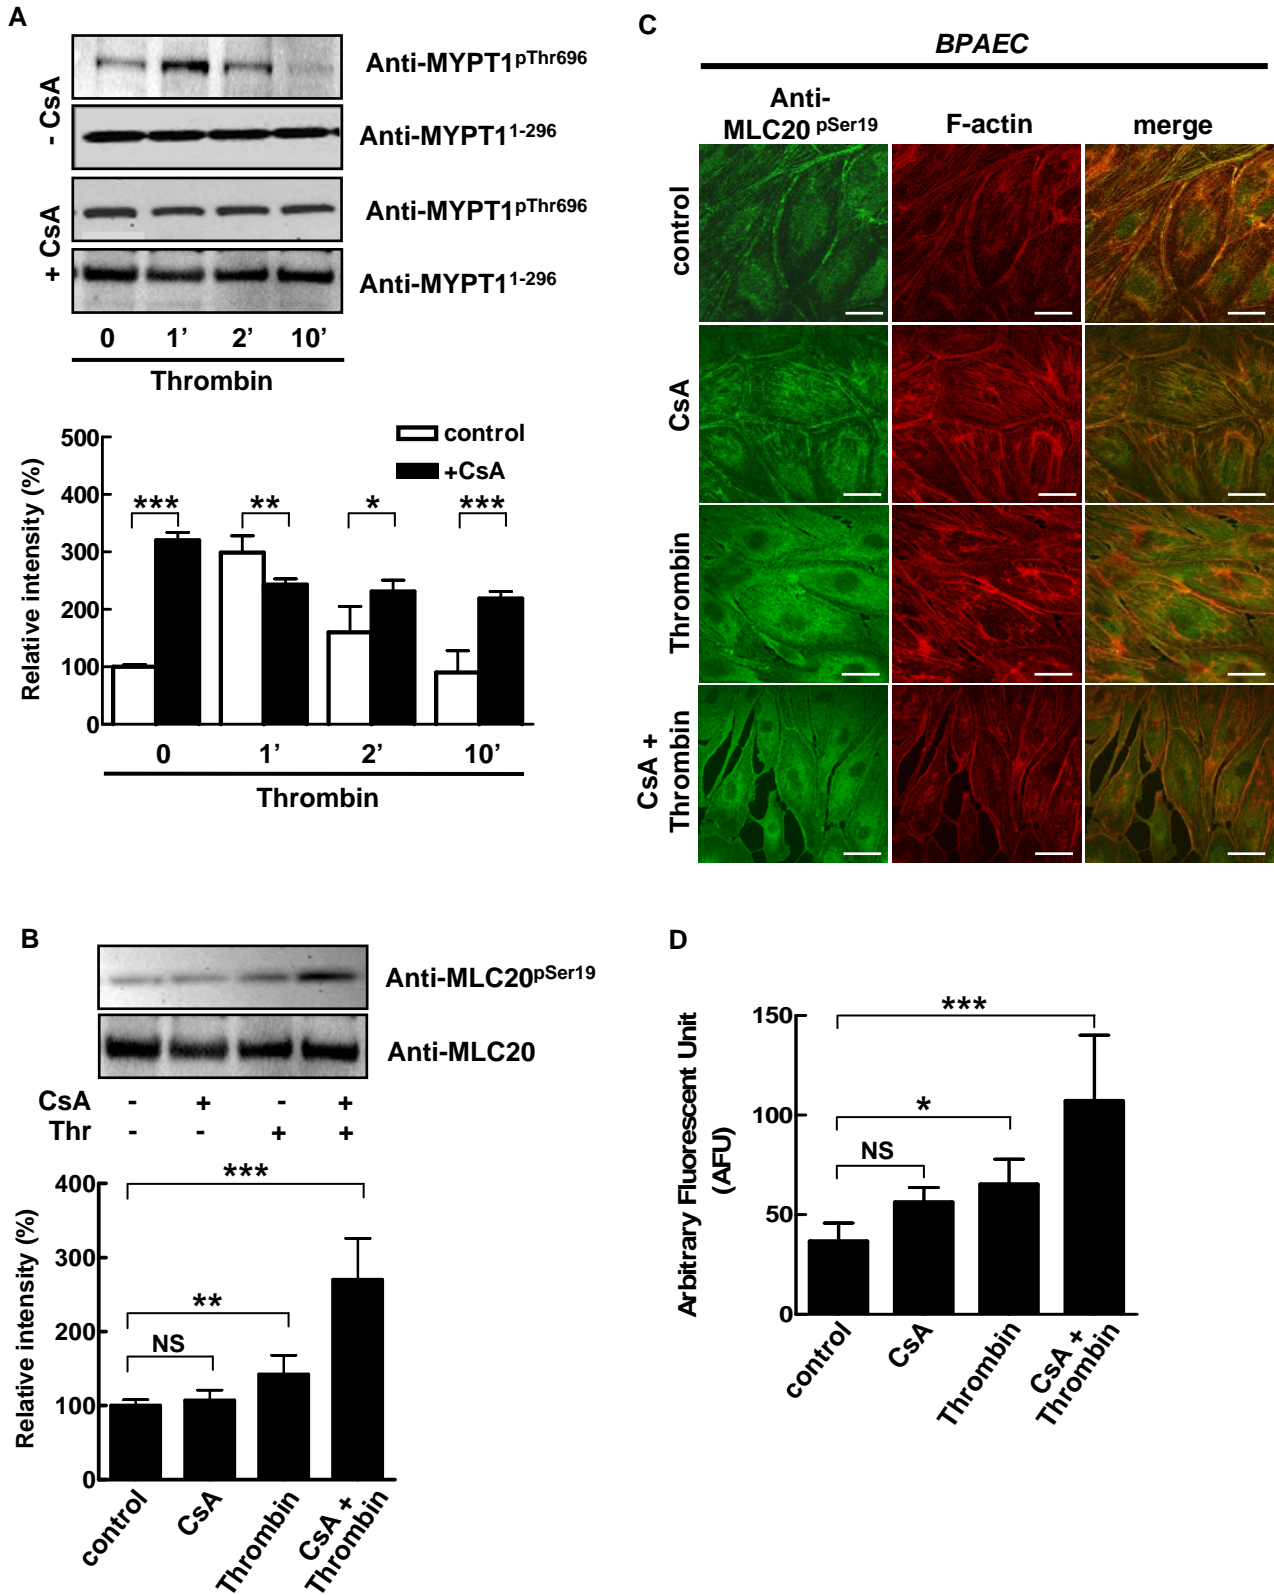 A
- CsA
+ CsA
Anti-MYPT1pThr696
Anti-MYPT11-296
Anti-MYPT1pThr696
Anti-MYPT11-296
0 1’ 2’ 10’
Thrombin
Relative intensity (%)
500
400
300
200
100
0
control
+CsA
*** ** * ***
0 1’ 2’ 10’
Thrombin
B
Anti-MLC20pSer19
Anti-MLC20
CsA - + - +
Thr - - + +
Relative intensity (%)
400
300
200
100
0
***
**
NS
control
CsA
Thrombin
CsA +
Thrombin
C
BPAEC
Anti-
MLC20 pSer19
F-actin
merge
control
CsA
Thrombin
CsA +
Thrombin
D
Arbitrary Fluorescent Unit
(AFU)
150
100
50
0
***
*
NS
control
CsA
Thrombin
CsA +
Thrombin